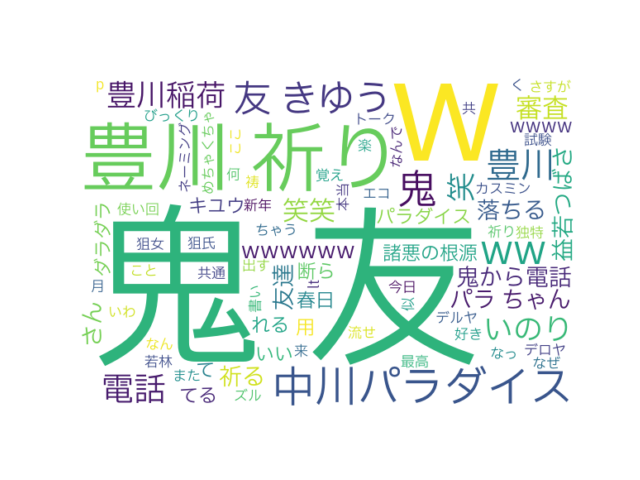 p
豊川稲荷
友 きゆう
W
共
く
さすが
審査
びっくり
トーク
wwww
試験
ネーミング
めちゃくちゃ
ここ
楽
なんで
豊川 祈り
豊川
益若つばさ
何
祷
覚え
本当
エコ
鬼
笑
カスミン
ダラダラ
使い回
キユウ
新年
笑笑
パラダイス
落ちる
祈り独特
鬼 友
ちゃう
狙女
狙氏
wwwwww
諸悪の根源
ww
こと
共通
出す
友達
断ら
It
今日
鬼から電話
さん
書
っ
春日
似
パラ ちゃん
いわ
れる
用
デルヤ
好き
いのり
なん
流せ
若林
いい
来
最高
なっ
デロヤ
なぜ
電話
また
て
てる
祈る
ズル
中川パラダイス